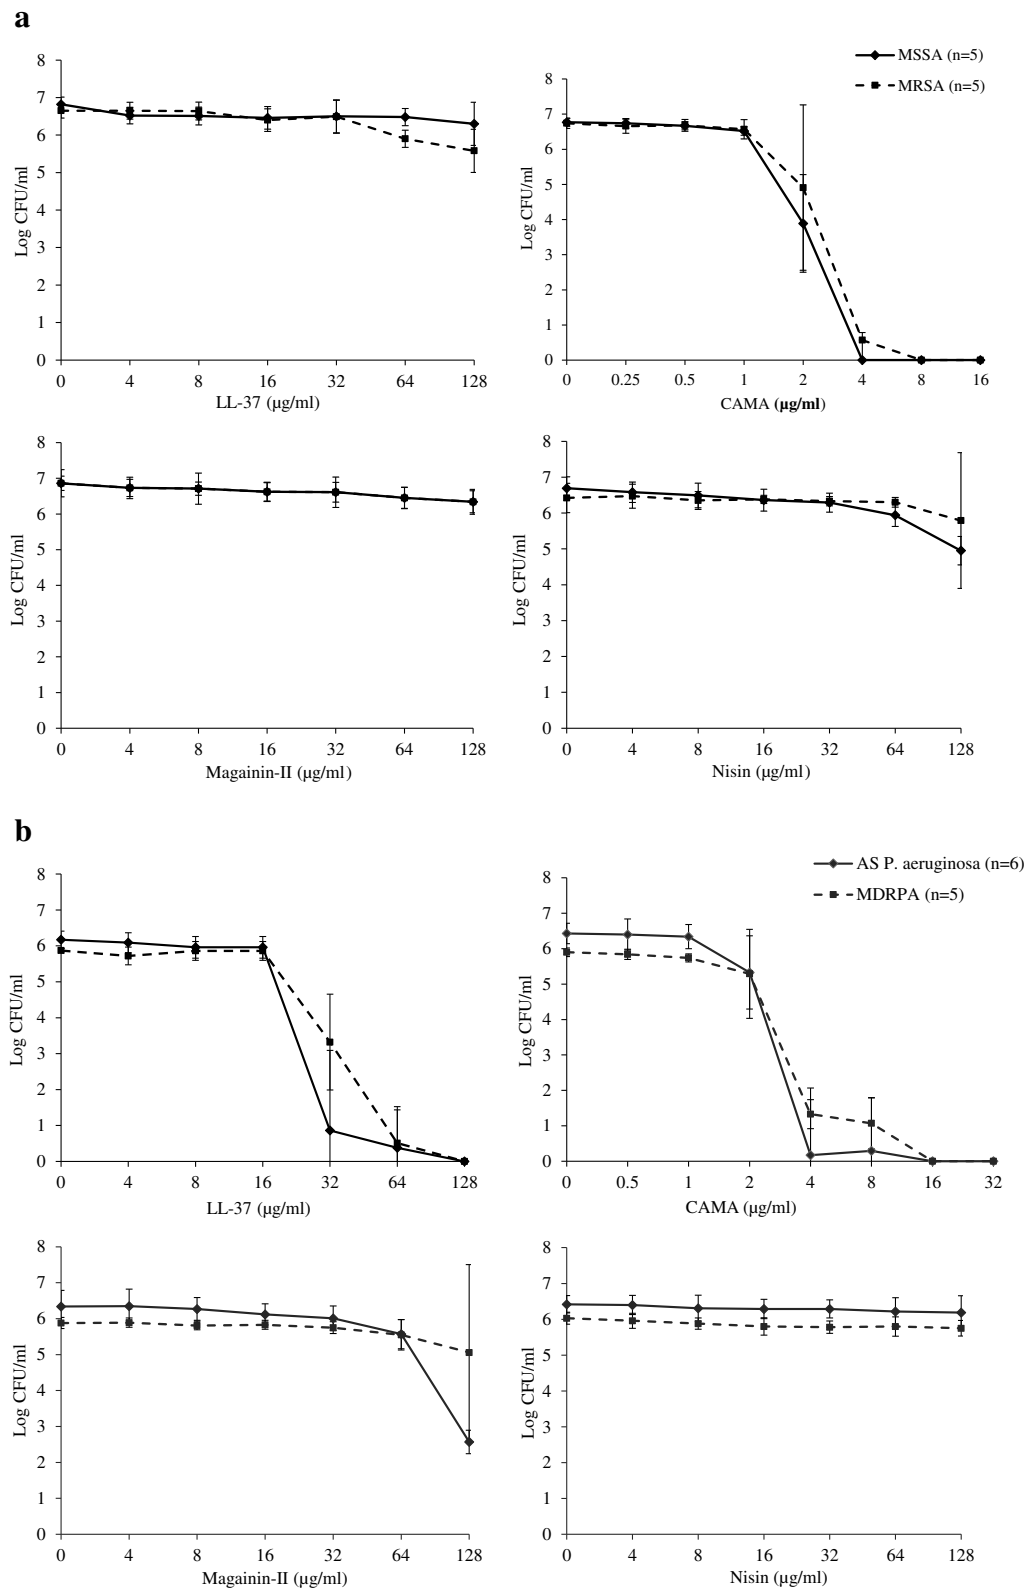 a
MSSA (n=5)
MRSA (n=5)
8
7
6
5
4
3
2
1
0
Log CFU/ml
0 4 8 16 32 64 128
LL-37 (µg/ml)
8
7
6
5
4
3
2
1
0
Log CFU/ml
0 0.25 0.5 1 2 4 8 16
CAMA (µg/ml)
8
7
6
5
4
3
2
1
0
Log CFU/ml
0 4 8 16 32 64 128
Magainin-II (µg/ml)
8
7
6
5
4
3
2
1
0
Log CFU/ml
0 4 8 16 32 64 128
Nisin (µg/ml)
b
AS P. aeruginosa (n=6)
MDRPA (n=5)
8
7
6
5
4
3
2
1
0
Log CFU/ml
0 4 8 16 32 64 128
LL-37 (µg/ml)
8
7
6
5
4
3
2
1
0
Log CFU/ml
0 0.5 1 2 4 8 16 32
CAMA (µg/ml)
8
7
6
5
4
3
2
1
0
Log CFU/ml
0 4 8 16 32 64 128
Magainin-II (µg/ml)
8
7
6
5
4
3
2
1
0
Log CFU/ml
0 4 8 16 32 64 128
Nisin (µg/ml)